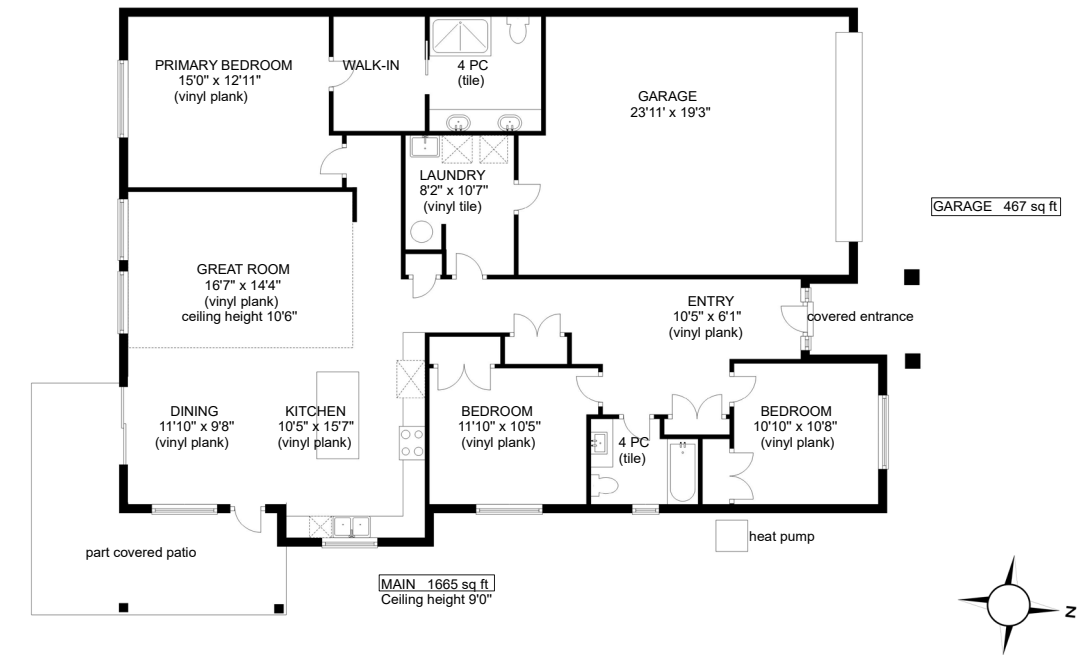 PRIMARY BEDROOM
15'0" x 12'11"
(vinyl plank)
WALK-IN
4 PC
(tile)
GARAGE
23'11' x 19'3"
LAUNDRY
8'2" x 10'7"
(vinyl tile)
GARAGE 467 sq ft
GREAT ROOM
16'7" x 14'4"
(vinyl plank)
ceiling height 10'6"
ENTRY
10'5" x 6'1"
(vinyl plank)
covered entrance
DINING
11'10" x 9'8"
(vinyl plank)
KITCHEN
10'5" x 15'7"
(vinyl plank)
BEDROOM
11'10" x 10'5"
(vinyl plank)
4 PC
(tile)
BEDROOM
10'10" x 10'8"
(vinyl plank)
part covered patio
heat pump
MAIN 1665 sq ft
Ceiling height 9'0"
N